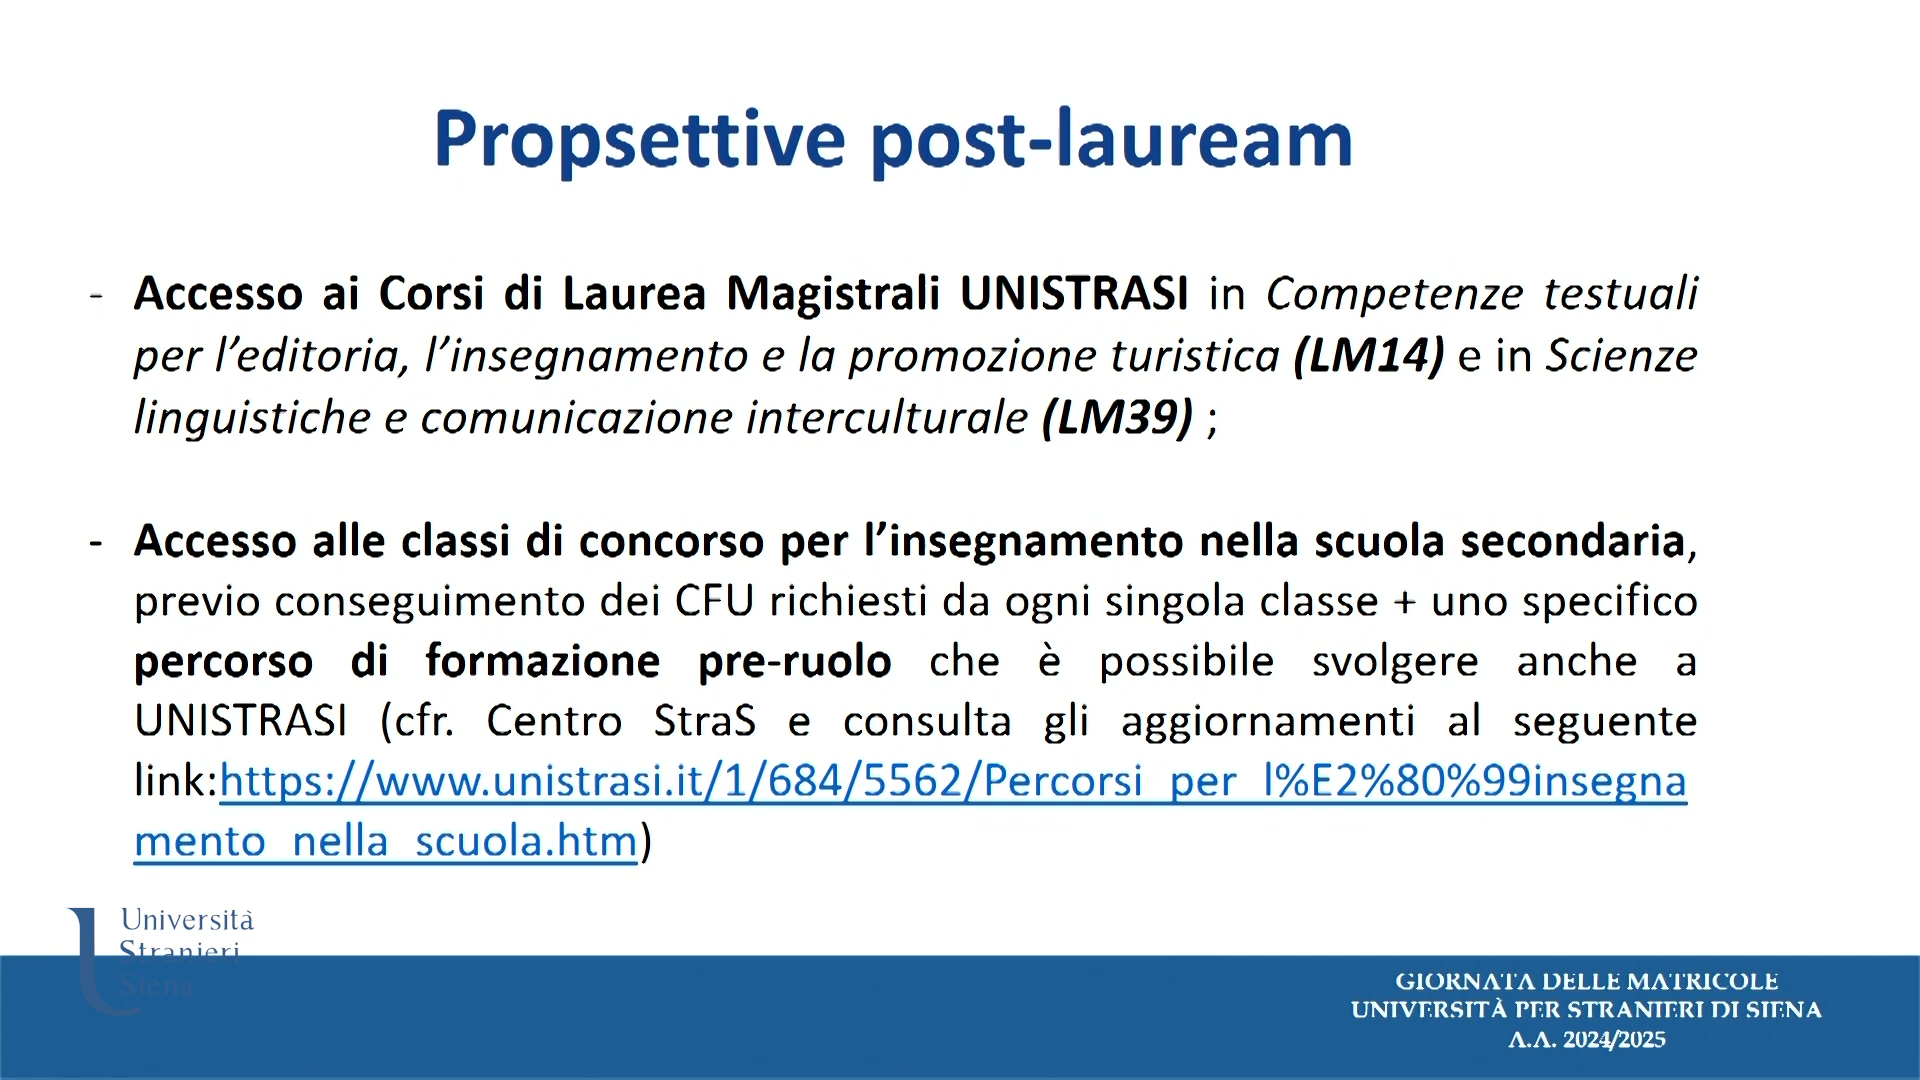 Propsettive post-lauream
- Accesso ai Corsi di Laurea Magistrali UNISTRASI in Competenze testuali
per l’editoria, l’insegnamento e la promozione turistica (LM14) e in Scienze
linguistiche e comunicazione interculturale (LM39) ;
- Accesso alle classi di concorso per l’insegnamento nella scuola secondaria,
previo conseguimento dei CFU richiesti da ogni singola classe + uno specifico
percorso di formazione pre-ruolo che è possibile svolgere anche a
UNISTRASI (cfr. Centro StraS e consulta gli aggiornamenti al seguente
link:https://www.unistrasi.it/1/684/5562/Percorsi_per_l%E2%80%99insegna
mento_nella_scuola.htm)
Università
Stranieri
Siena
GIORNATA DELLE MATRICOLE
UNIVERSITÀ PER STRANIERI DI SIENA
A.A. 2024/2025